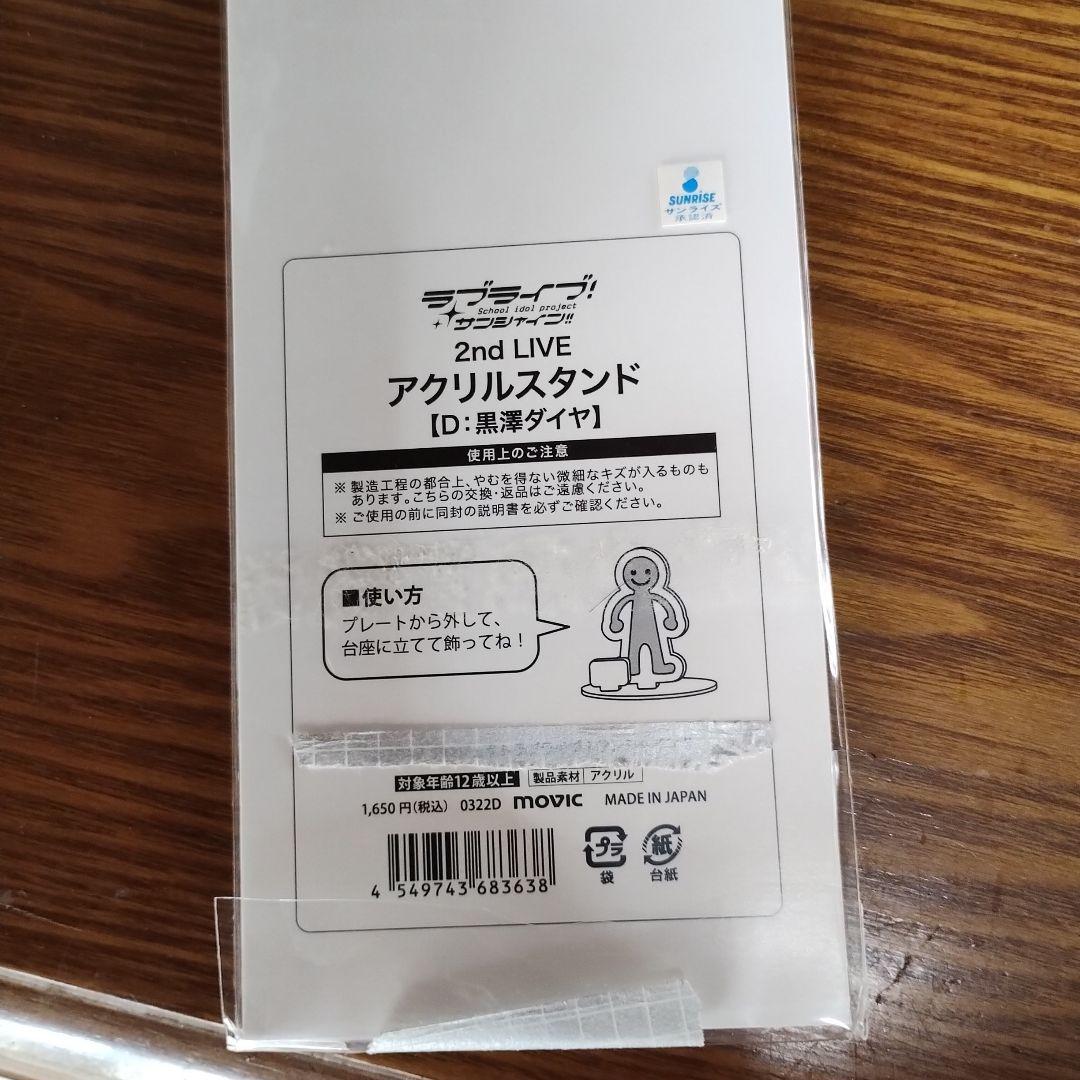 SUNRISE
サンライズ
承認済
ラブライブ!
School idol project
サンシャイン!!
2nd LIVE
アクリルスタンド
【D:黒澤ダイヤ】
使用上のご注意
※ 製造工程の都合上、やむを得ない微細なキズが入るものも
あります。こちらの交換・返品はご遠慮ください。
※ ご使用の前に同封の説明書を必ずご確認ください。
■使い方
プレートから外して、
台座に立てて飾ってね!
対象年齢12歳以上 製品素材 アクリル
1,650円(税込) 0322D movic MADE IN JAPAN
プラ 紙
袋 台紙
4 549743 683638